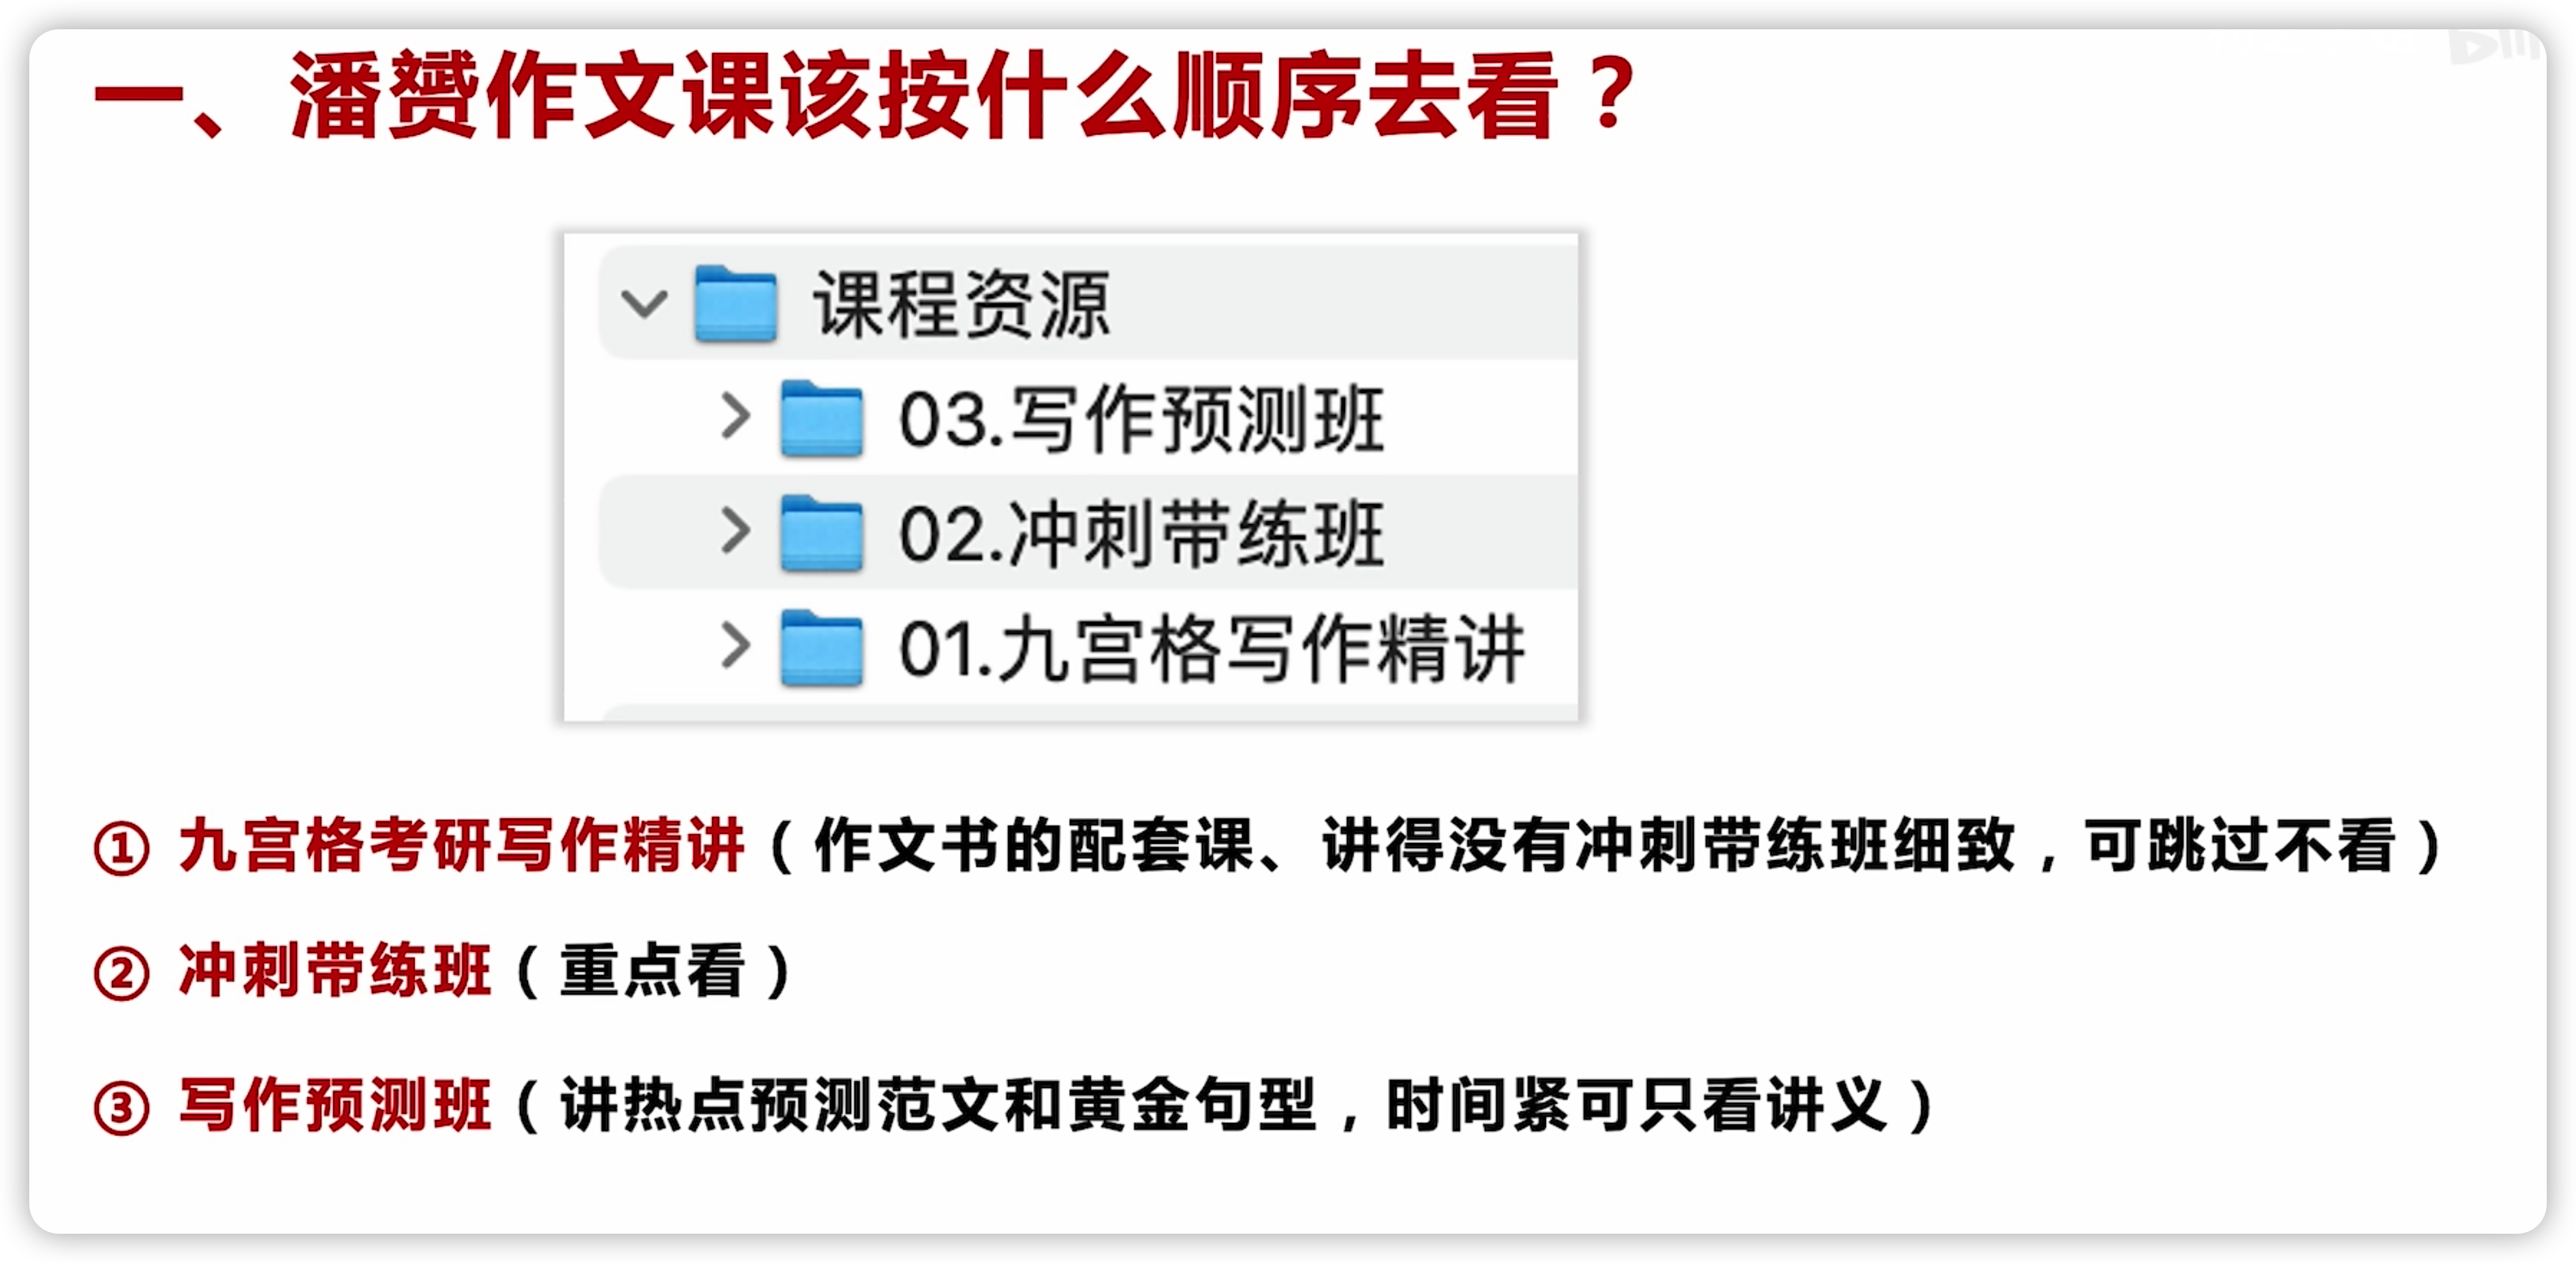 一、潘赟作文课该按什么顺序去看？
课程资源
03.写作预测班
02.冲刺带练班
01.九宫格写作精讲
① 九宫格考研写作精讲（作文书的配套课、讲得没有冲刺带练班细致，可跳过不看）
② 冲刺带练班（重点看）
③ 写作预测班（讲热点预测范文和黄金句型，时间紧可只看讲义）